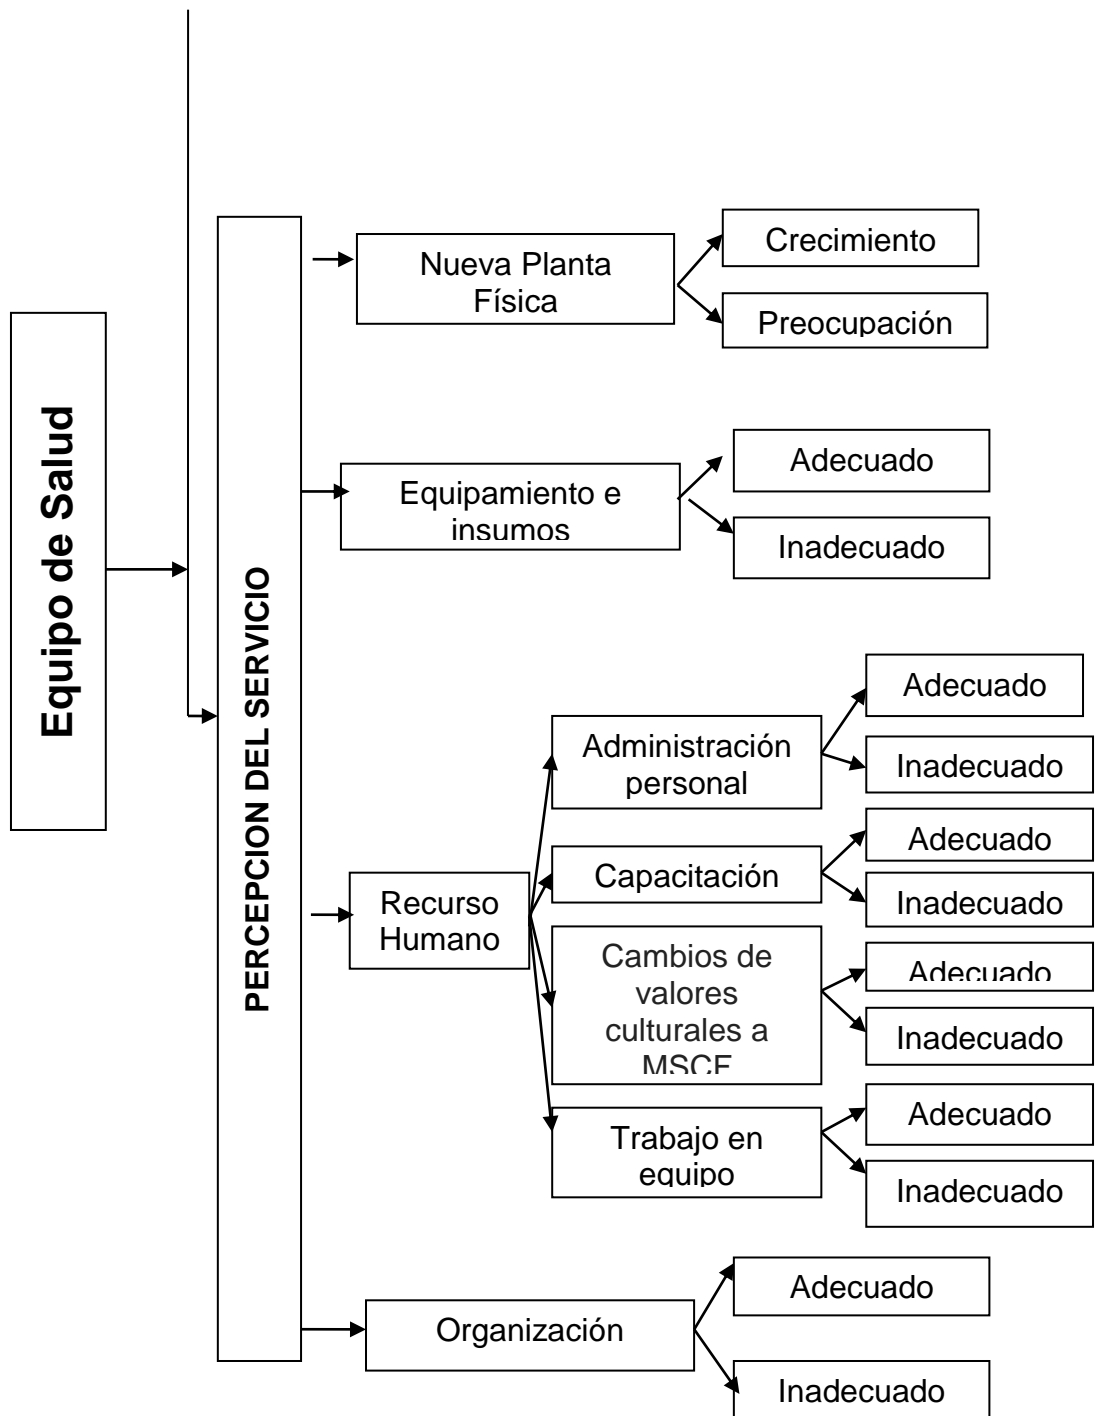 Equipo de Salud
PERCEPCION DEL SERVICIO
Nueva Planta
Física
Crecimiento
Preocupación
Equipamiento e
insumos
Adecuado
Inadecuado
Recurso
Humano
Administración
personal
Adecuado
Inadecuado
Capacitación
Adecuado
Inadecuado
Cambios de
valores
culturales a
MSCF
Adecuado
Inadecuado
Trabajo en
equipo
Adecuado
Inadecuado
Organización
Adecuado
Inadecuado